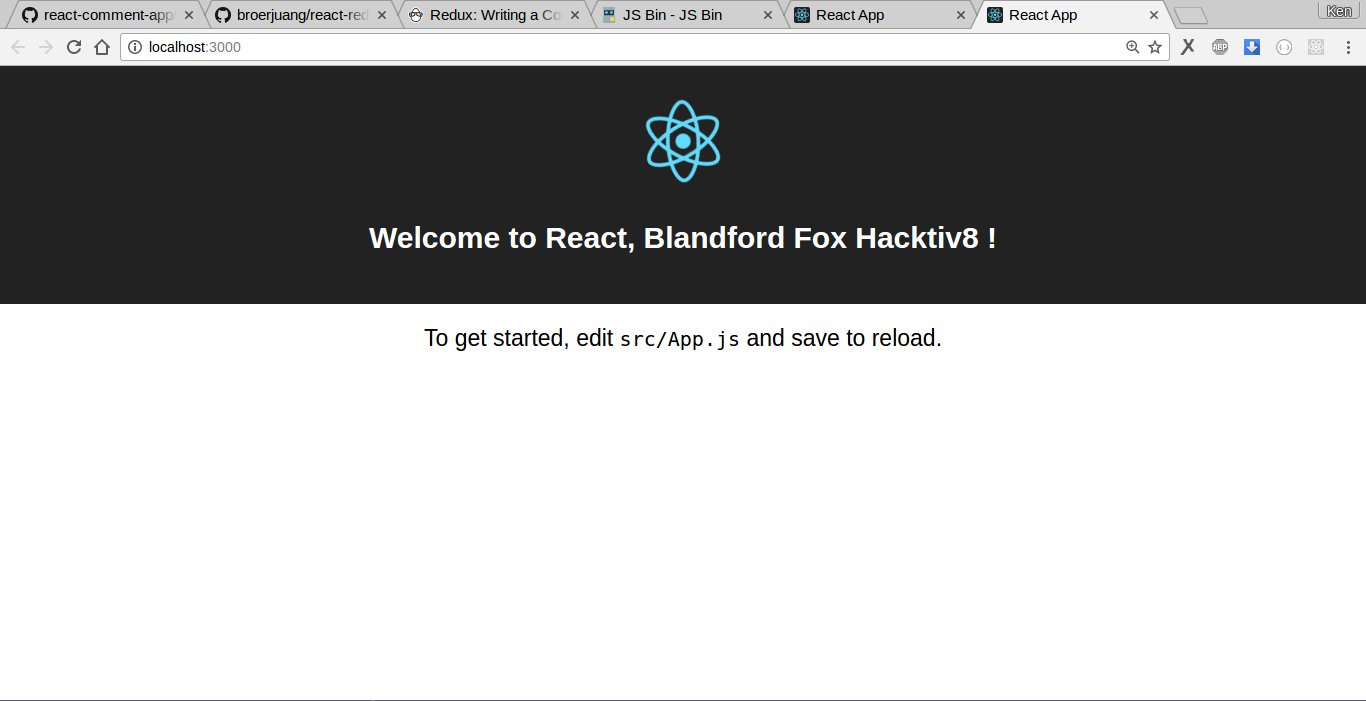 react-comment-app/
broerjuang/react-red
Redux: Writing a Co
JS Bin - JS Bin
React App
React App
Ken
localhost:3000
X
ABP
Welcome to React, Blandford Fox Hacktiv8 !
To get started, edit src/App.js and save to reload.